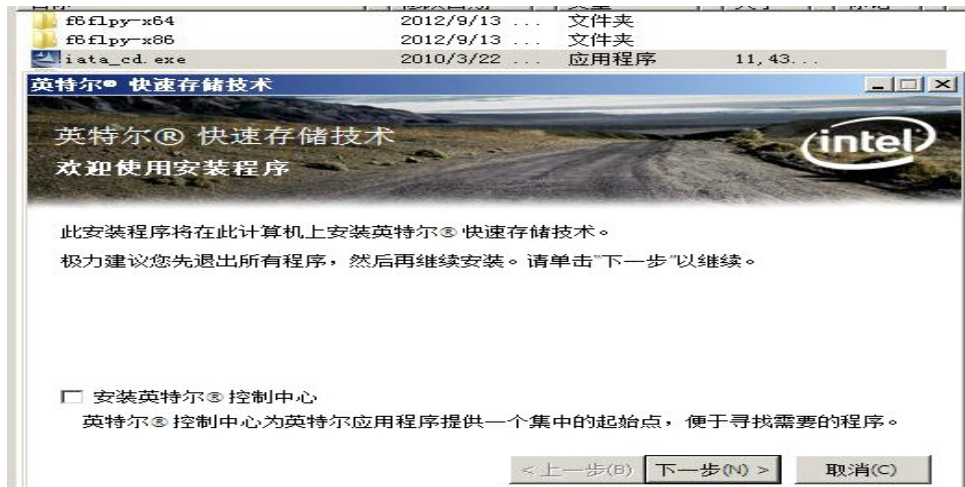 f6flpy-x64 2012/9/13 ... 文件夹
f6flpy-x86 2012/9/13 ... 文件夹
iata_cd.exe 2010/3/22 ... 应用程序 11,43...
英特尔® 快速存储技术
英特尔® 快速存储技术
欢迎使用安装程序
intel
此安装程序将在此计算机上安装英特尔® 快速存储技术。
极力建议您先退出所有程序，然后再继续安装。请单击"下一步"以继续。
安装英特尔® 控制中心
英特尔® 控制中心为英特尔应用程序提供一个集中的起始点，便于寻找需要的程序。
<上一步(B) 下一步(N) > 取消(C)